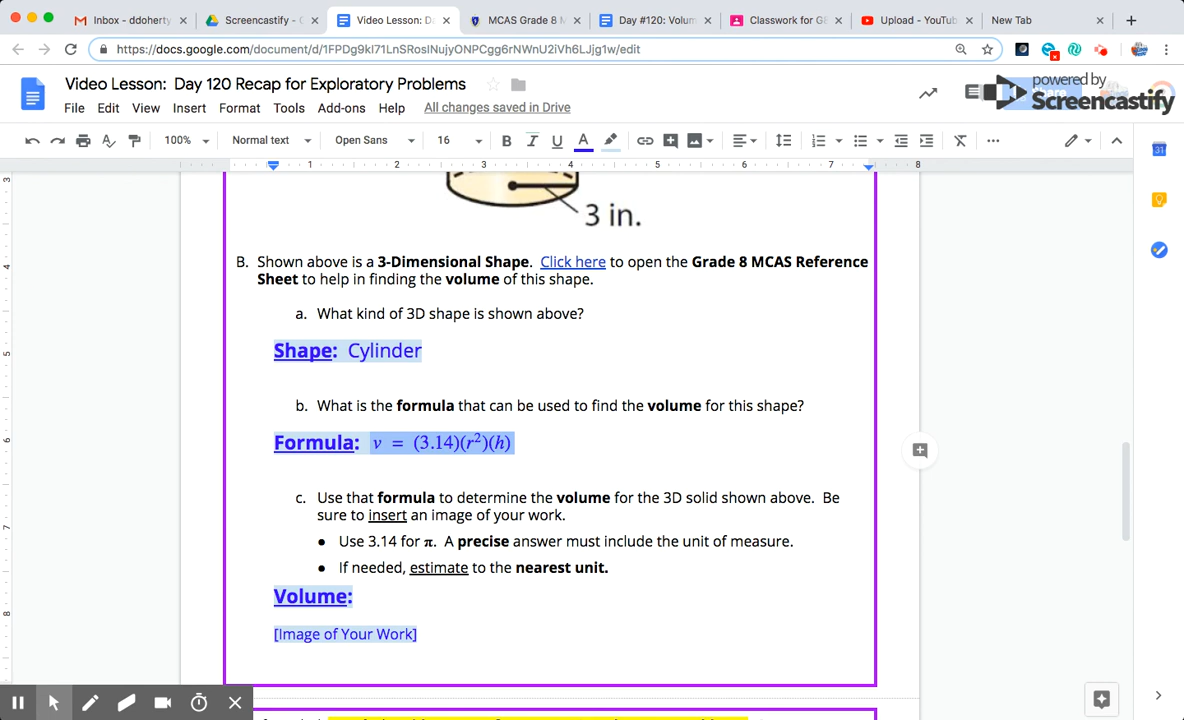 Inbox - ddoherty
Screencastify - (
Video Lesson: D
MCAS Grade 8 M
Day #120: Volum
Classwork for G
Upload - YouTub
New Tab
https://docs.google.com/document/d/1FPDg9kI71LnSRosINujyONPCgg6rNWnU2iVh6LJjg1w/edit
Video Lesson: Day 120 Recap for Exploratory Problems
powered by
Screencastify
File Edit View Insert Format Tools Add-ons Help All changes saved in Drive
100% Normal text Open Sans 16 B I U A
1 2 3 4 5 6 7 8
3 in.
B. Shown above is a 3-Dimensional Shape. Click here to open the Grade 8 MCAS Reference
Sheet to help in finding the volume of this shape.
a. What kind of 3D shape is shown above?
Shape: Cylinder
b. What is the formula that can be used to find the volume for this shape?
Formula: v = (3.14)(r²)(h)
c. Use that formula to determine the volume for the 3D solid shown above. Be
sure to insert an image of your work.
● Use 3.14 for π. A precise answer must include the unit of measure.
● If needed, estimate to the nearest unit.
Volume:
[Image of Your Work]